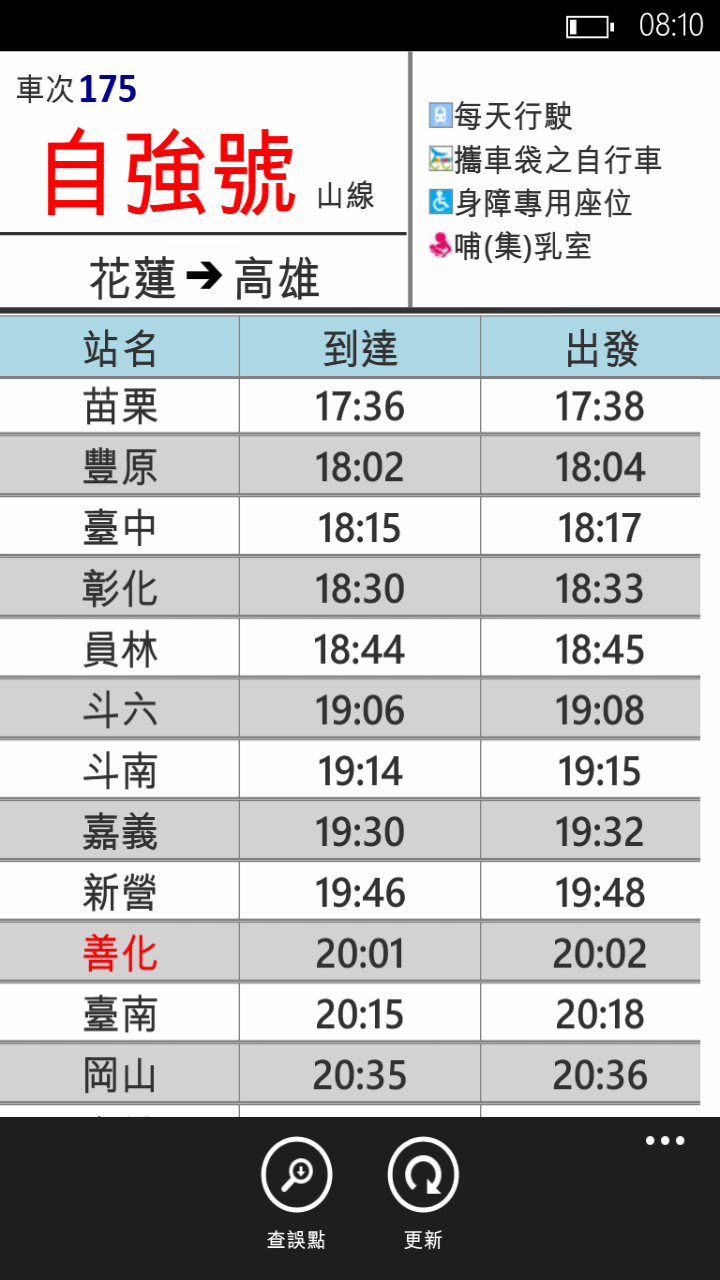 08:10
車次175
自強號 山線
花蓮➔高雄
每天行駛
攜車袋之自行車
身障專用座位
哺(集)乳室
站名 到達 出發
苗栗 17:36 17:38
豐原 18:02 18:04
臺中 18:15 18:17
彰化 18:30 18:33
員林 18:44 18:45
斗六 19:06 19:08
斗南 19:14 19:15
嘉義 19:30 19:32
新營 19:46 19:48
善化 20:01 20:02
臺南 20:15 20:18
岡山 20:35 20:36
查誤點 更新